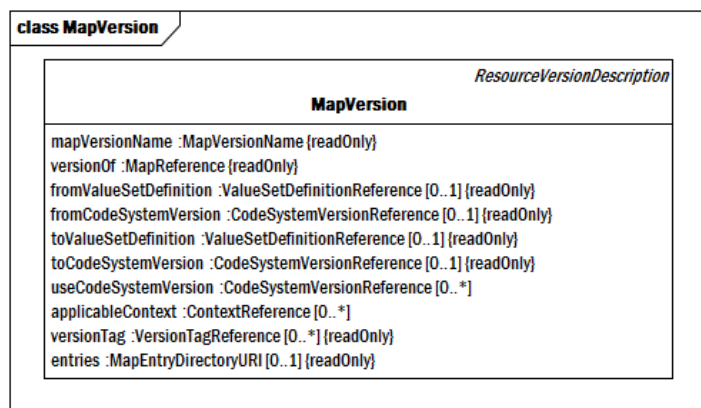 class MapVersion
ResourceVersionDescription
MapVersion
mapVersionName :MapVersionName {readOnly}
versionOf :MapReference {readOnly}
fromValueSetDefinition :ValueSetDefinitionReference [0..1] {readOnly}
fromCodeSystemVersion :CodeSystemVersionReference [0..1] {readOnly}
toValueSetDefinition :ValueSetDefinitionReference [0..1] {readOnly}
toCodeSystemVersion :CodeSystemVersionReference [0..1] {readOnly}
useCodeSystemVersion :CodeSystemVersionReference [0..*]
applicableContext :ContextReference [0..*]
versionTag :VersionTagReference [0..*] {readOnly}
entries :MapEntryDirectoryURI [0..1] {readOnly}